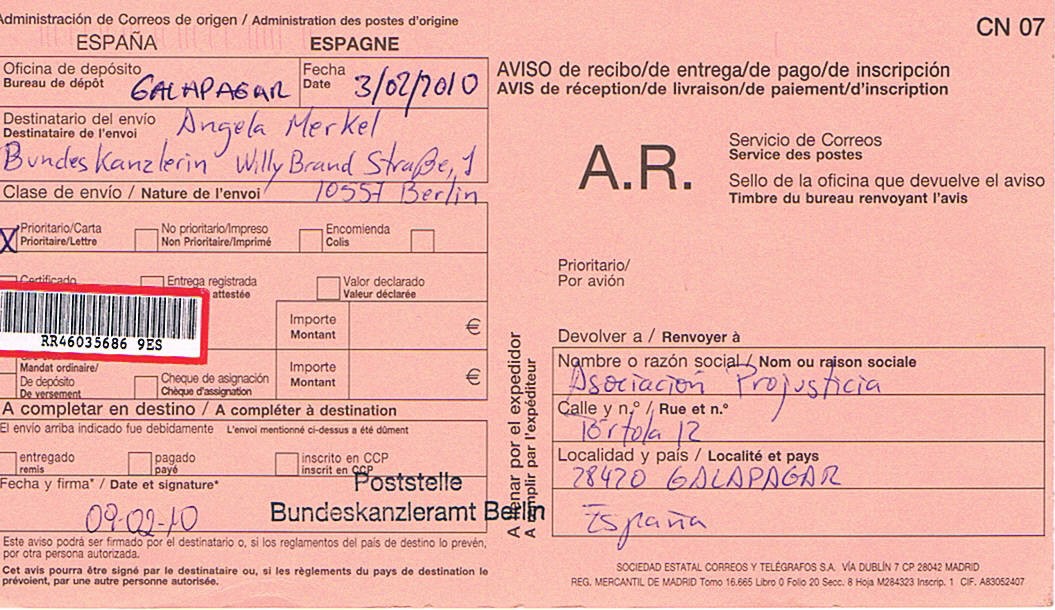 Administración de Correos de origen / Administration des postes d'origine
ESPAÑA ESPAGNE
Oficina de depósito
Bureau de dépôt GALAPAGAR
Fecha
Date 3/02/2010
Destinatario del envío Angela Merkel
Destinataire de l'envoi
Bundeskanzlerin Willy Brand Straße, 1
Clase de envío / Nature de l'envoi 10557 Berlin
X Prioritario/Carta
Prioritaire/Lettre
No prioritario/Impreso
Non Prioritaire/Imprimé
Encomienda
Colis
Certificado
Entrega registrada
attestée
Valor declarado
Valeur déclarée
RR46035686 9ES
Importe
Montant €
Mandat ordinaire/
De depósito
De versement
Cheque de asignación
Chèque d'assignation
Importe
Montant €
A completar en destino / A compléter à destination
El envío arriba indicado fue debidamente L'envoi mentionné ci-dessus a été dûment
entregado
remis
pagado
payé
inscrito en CCP
inscrit en CCP
Fecha y firma* / Date et signature*
09-02-10
Poststelle
Bundeskanzleramt Berlin
Este aviso podrá ser firmado por el destinatario o, si los reglamentos del país de destino lo prevén,
por otra persona autorizada.
Cet avis pourra être signé par le destinataire ou, si les règlements du pays de destination le
prévoient, par une autre personne autorisée.
CN 07
AVISO de recibo/de entrega/de pago/de inscripción
AVIS de réception/de livraison/de paiement/d'inscription
A.R.
Servicio de Correos
Service des postes
Sello de la oficina que devuelve el aviso
Timbre du bureau renvoyant l'avis
Prioritario/
Por avión
A llenar por el expedidor
A remplir par l'expéditeur
Devolver a / Renvoyer à
Nombre o razón social / Nom ou raison sociale
Asociación Projusticia
Calle y n.º / Rue et n.º
Tórtola 12
Localidad y país / Localité et pays
28420 GALAPAGAR
España
SOCIEDAD ESTATAL CORREOS Y TELÉGRAFOS S.A. VÍA DUBLÍN 7 CP 28042 MADRID
REG. MERCANTIL DE MADRID Tomo 16.665 Libro 0 Folio 20 Secc. 8 Hoja M284323 Inscrip. 1 CIF. A83052407